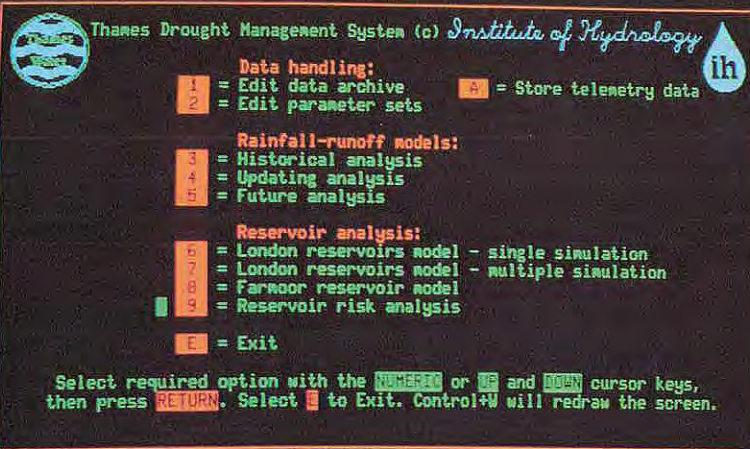 Thames Water
Thames Drought Management System (c) Institute of Hydrology
ih
Data handling:
1 = Edit data archive A = Store telemetry data
2 = Edit parameter sets
Rainfall-runoff models:
3 = Historical analysis
4 = Updating analysis
5 = Future analysis
Reservoir analysis:
6 = London reservoirs model - single simulation
7 = London reservoirs model - multiple simulation
8 = Farmoor reservoir model
9 = Reservoir risk analysis
E = Exit
Select required option with the NUMERIC or UP and DOWN cursor keys,
then press RETURN. Select E to Exit. Control+W will redraw the screen.